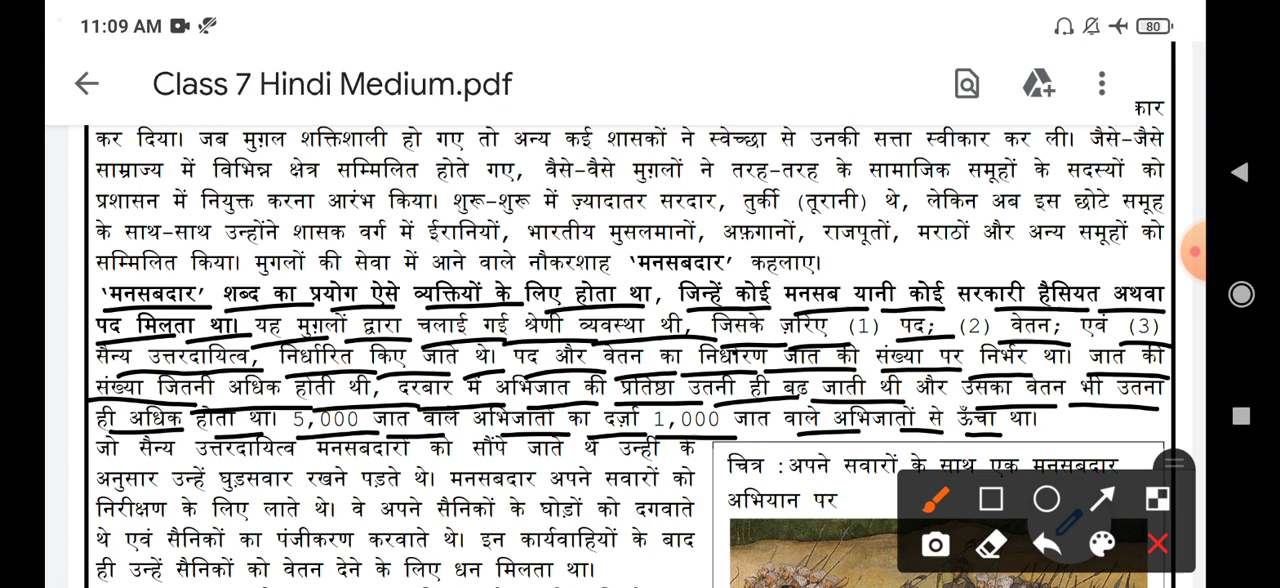 11:09 AM
80
Class 7 Hindi Medium.pdf
कार
कर दिया। जब मुग़ल शक्तिशाली हो गए तो अन्य कई शासकों ने स्वेच्छा से उनकी सत्ता स्वीकार कर ली। जैसे-जैसे
साम्राज्य में विभिन्न क्षेत्र सम्मिलित होते गए, वैसे-वैसे मुग़लों ने तरह-तरह के सामाजिक समूहों के सदस्यों को
प्रशासन में नियुक्त करना आरंभ किया। शुरू-शुरू में ज़्यादातर सरदार, तुर्की (तूरानी) थे, लेकिन अब इस छोटे समूह
के साथ-साथ उन्होंने शासक वर्ग में ईरानियों, भारतीय मुसलमानों, अफ़गानों, राजपूतों, मराठों और अन्य समूहों को
सम्मिलित किया। मुगलों की सेवा में आने वाले नौकरशाह 'मनसबदार' कहलाए।
'मनसबदार' शब्द का प्रयोग ऐसे व्यक्तियों के लिए होता था, जिन्हें कोई मनसब यानी कोई सरकारी हैसियत अथवा
पद मिलता था। यह मुग़लों द्वारा चलाई गई श्रेणी व्यवस्था थी, जिसके ज़रिए (1) पद; (2) वेतन; एवं (3)
सैन्य उत्तरदायित्व, निर्धारित किए जाते थे। पद और वेतन का निर्धारण जात की संख्या पर निर्भर था। जात की
संख्या जितनी अधिक होती थी, दरबार में अभिजात की प्रतिष्ठा उतनी ही बढ़ जाती थी और उसका वेतन भी उतना
ही अधिक होता था। 5,000 जात वाले अभिजातों का दर्ज़ा 1,000 जात वाले अभिजातों से ऊँचा था।
जो सैन्य उत्तरदायित्व मनसबदारों को सौंपे जाते थे उन्हीं के
अनुसार उन्हें घुड़सवार रखने पड़ते थे। मनसबदार अपने सवारों को
निरीक्षण के लिए लाते थे। वे अपने सैनिकों के घोड़ों को दगवाते
थे एवं सैनिकों का पंजीकरण करवाते थे। इन कार्यवाहियों के बाद
ही उन्हें सैनिकों को वेतन देने के लिए धन मिलता था।
चित्र : अपने सवारों के साथ एक मनसबदार
अभियान पर